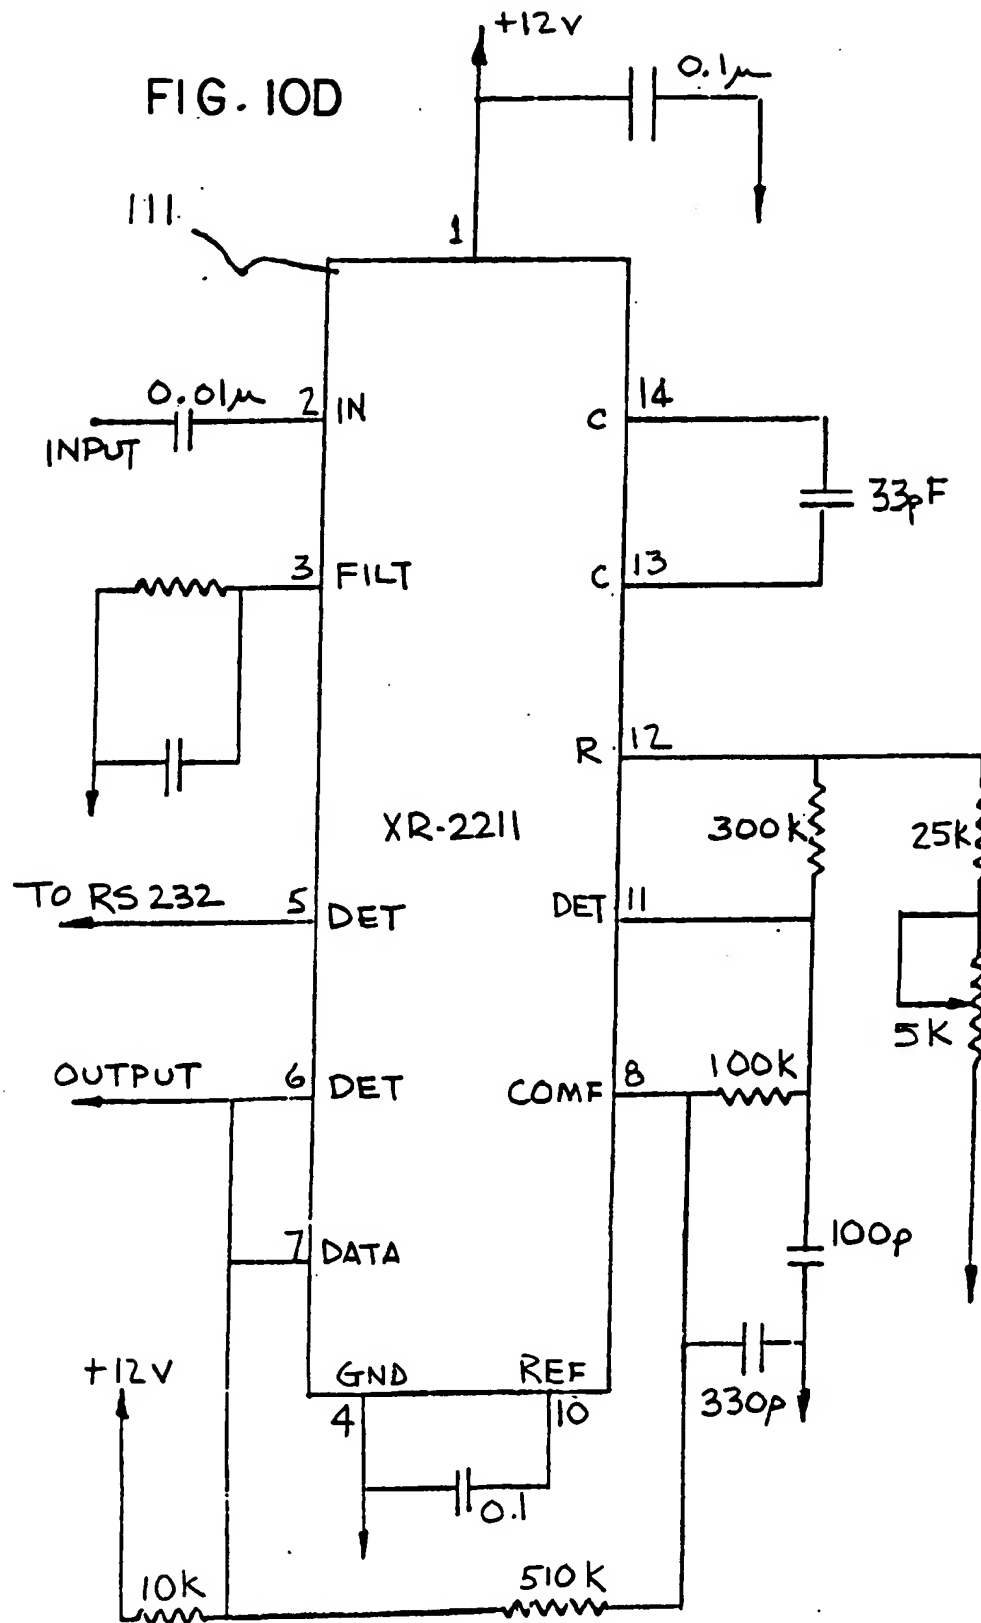 FIG. 10D
+12V
0.1μ
111
1
0.01μ
INPUT
2 IN
C 14
33pF
C 13
3 FILT
R 12
XR-2211
300K
25K
TO RS 232
5 DET
DET 11
5K
OUTPUT
6 DET
COMF 8
100K
7 DATA
100p
+12V
GND
REF
4
10
330p
0.1
10K
510K